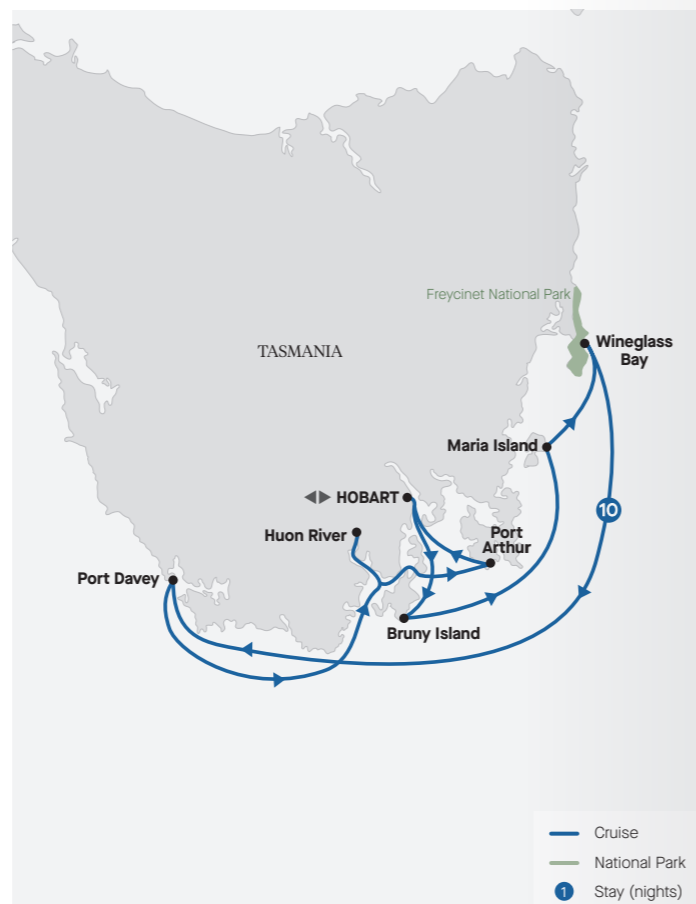 Freycinet National Park
Wineglass
Bay
TASMANIA
Maria Island
HOBART
10
Huon River
Port
Arthur
Port Davey
Bruny Island
Cruise
National Park
1 Stay (nights)